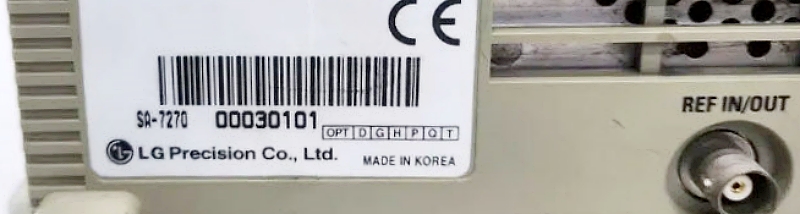 CE
SA-7270 00030101 OPT D G H P Q T
LG Precision Co., Ltd. MADE IN KOREA
REF IN/OUT